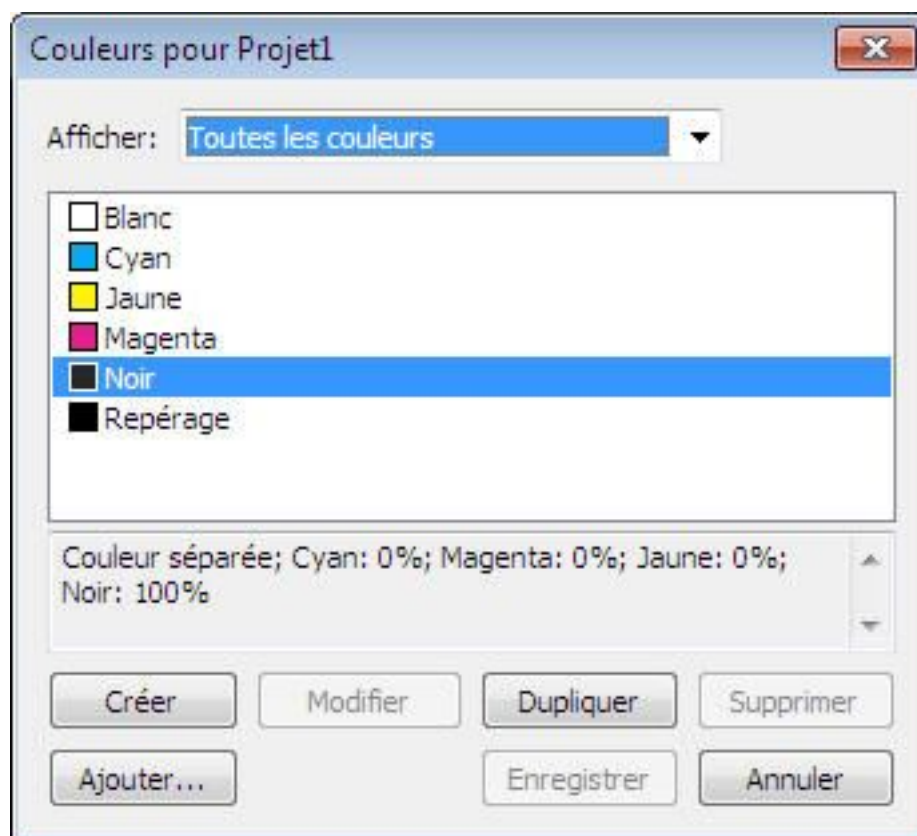 Couleurs pour Projet1
Afficher: Toutes les couleurs
Blanc
Cyan
Jaune
Magenta
Noir
Repérage
Couleur séparée; Cyan: 0%; Magenta: 0%; Jaune: 0%;
Noir: 100%
Créer Modifier Dupliquer Supprimer
Ajouter... Enregistrer Annuler